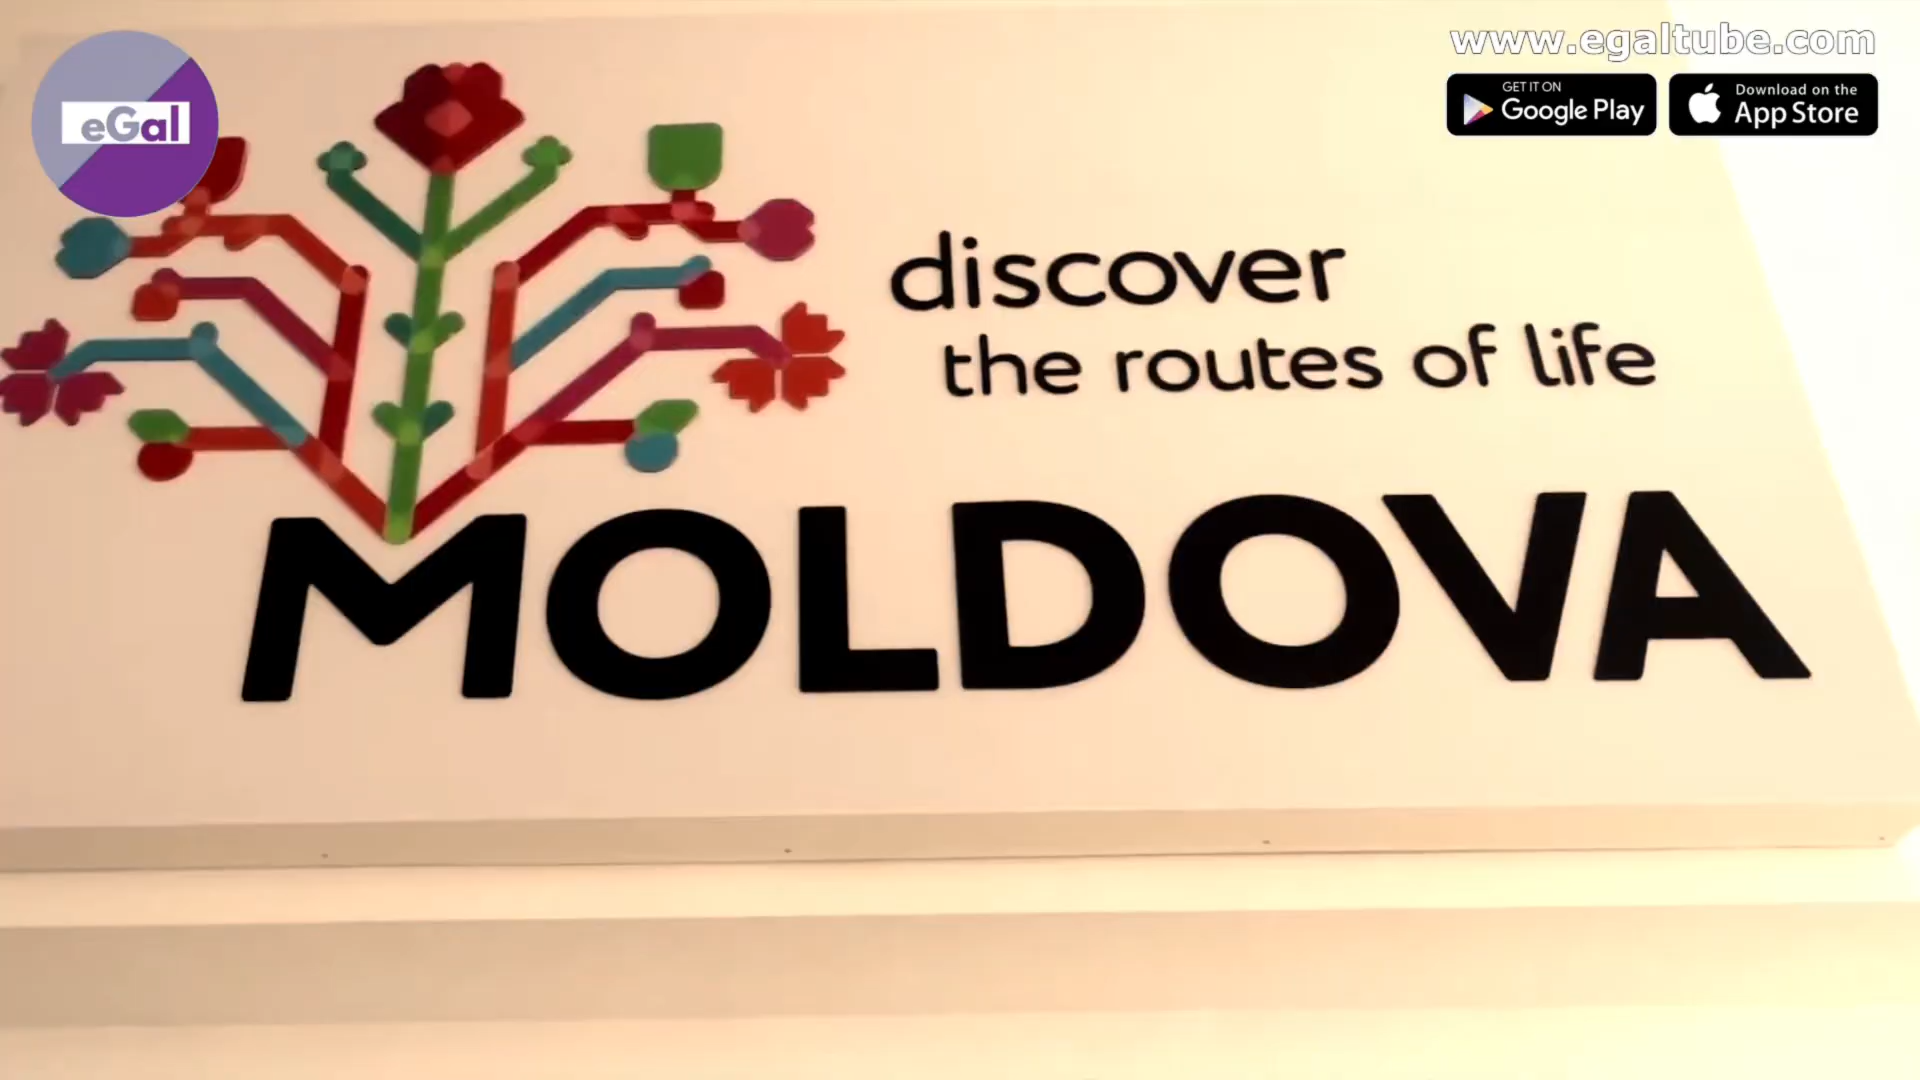 eGal
www.egaltube.com
GET IT ON
Google Play
Download on the
App Store
discover
the routes of life
MOLDOVA